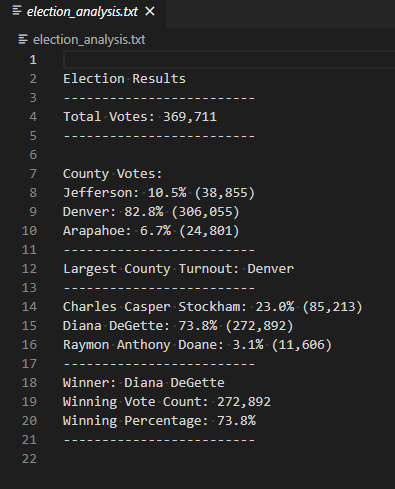 election_analysis.txt ×
election_analysis.txt
1
2 Election Results
3 -------------------------
4 Total Votes: 369,711
5 -------------------------
6
7 County Votes:
8 Jefferson: 10.5% (38,855)
9 Denver: 82.8% (306,055)
10 Arapahoe: 6.7% (24,801)
11 -------------------------
12 Largest County Turnout: Denver
13 -------------------------
14 Charles Casper Stockham: 23.0% (85,213)
15 Diana DeGette: 73.8% (272,892)
16 Raymon Anthony Doane: 3.1% (11,606)
17 -------------------------
18 Winner: Diana DeGette
19 Winning Vote Count: 272,892
20 Winning Percentage: 73.8%
21 -------------------------
22